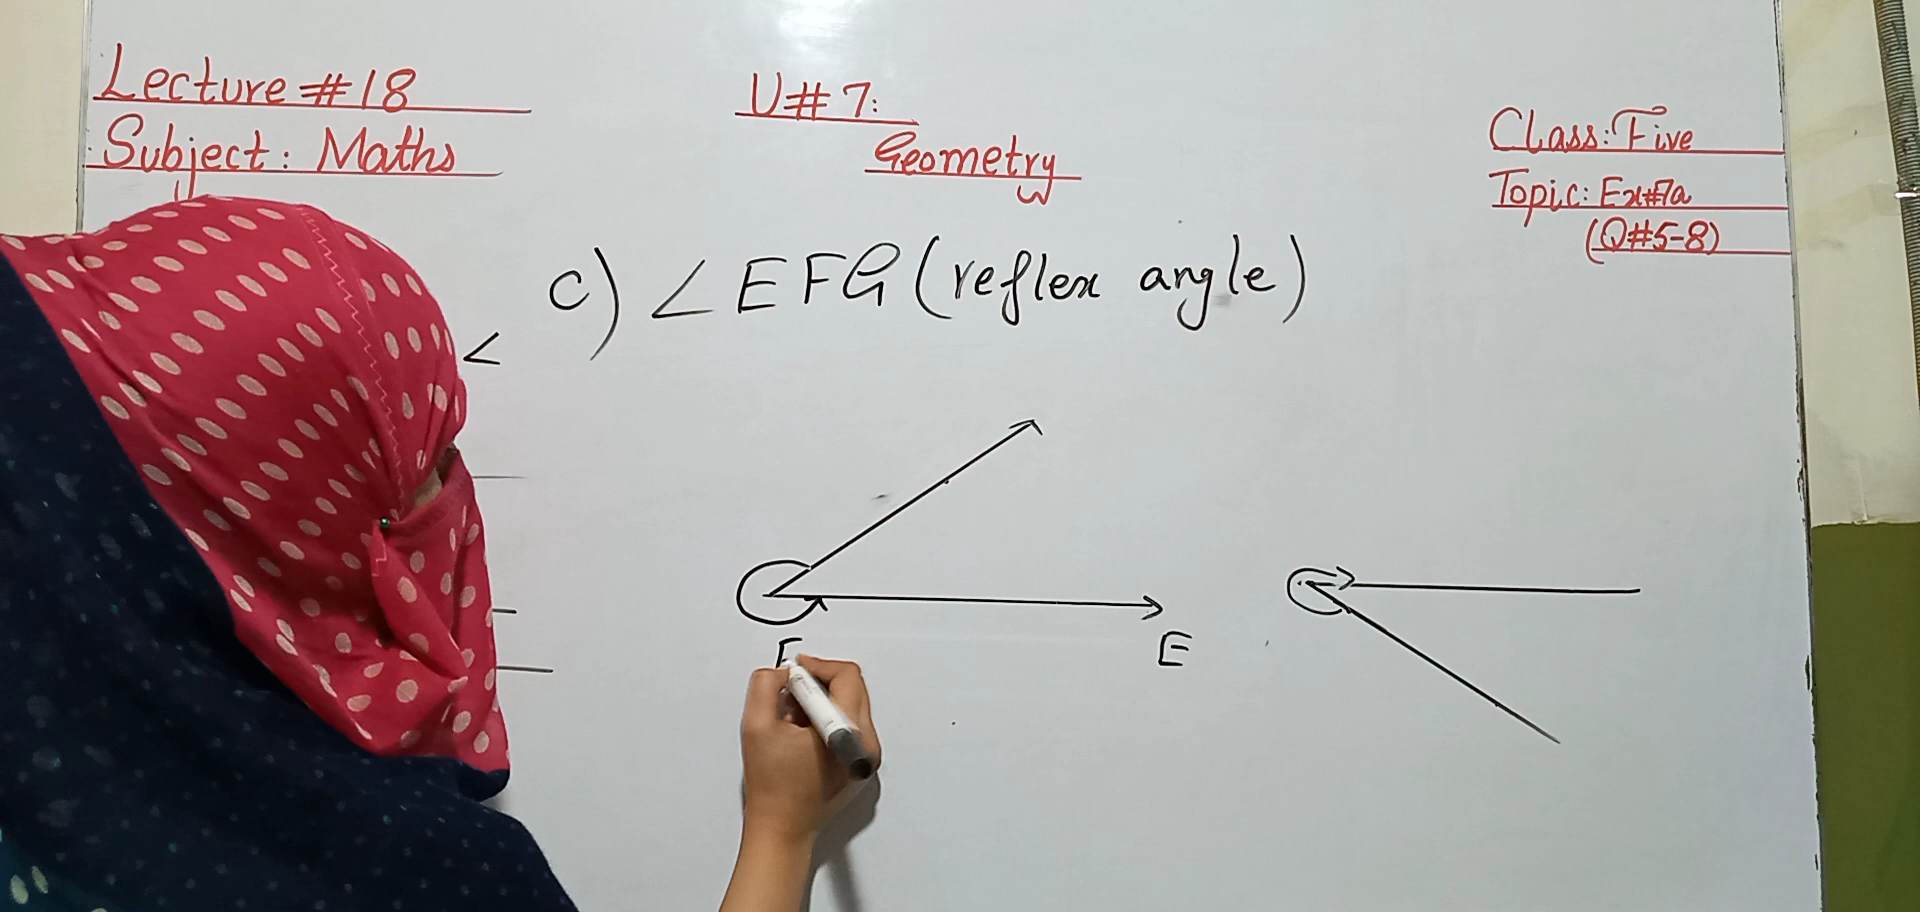 Lecture #18
Subject: Maths
U# 7:
Geometry
Class: Five
Topic: Ex#7a
(Q#5-8)
c) ∠EFG (reflex angle)
<
F
E